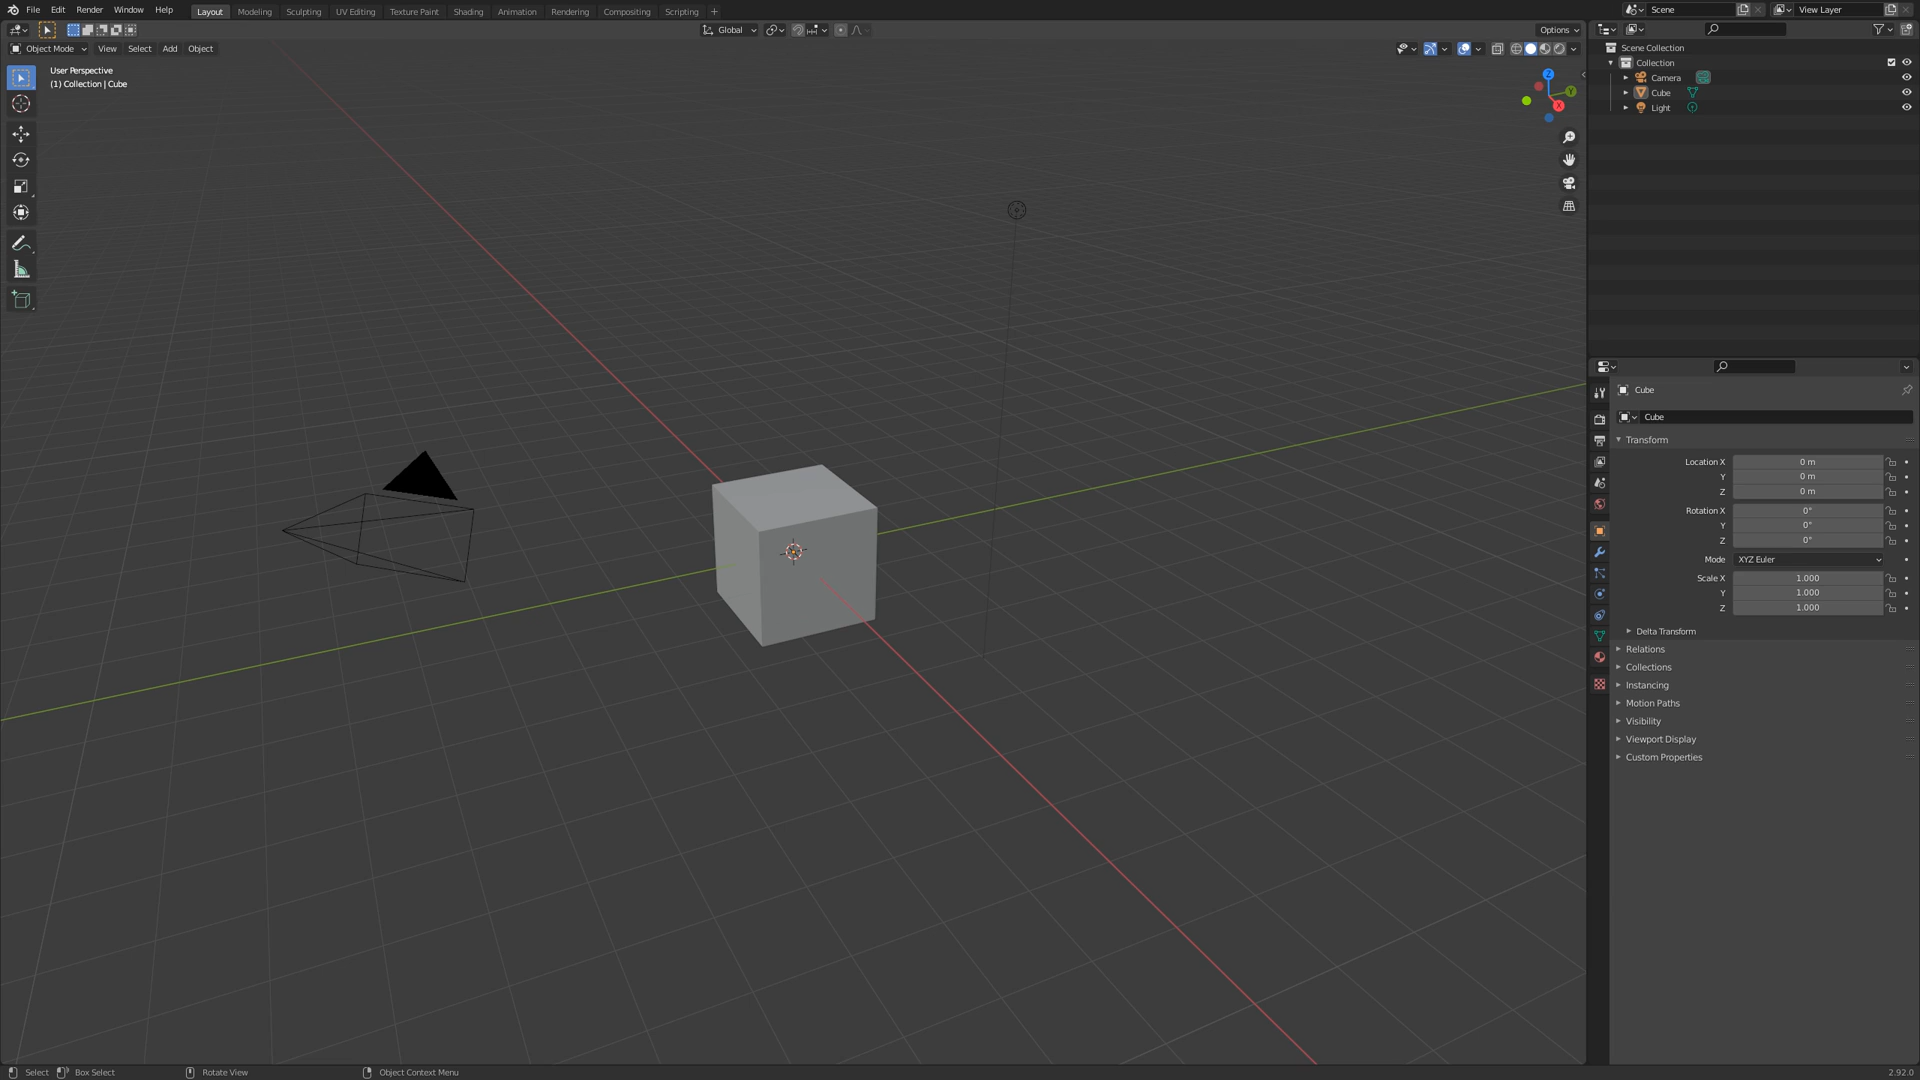 File Edit Render Window Help Layout Modeling Sculpting UV Editing Texture Paint Shading Animation Rendering Compositing Scripting + Scene View Layer
Global Options
Object Mode View Select Add Object
User Perspective
(1) Collection | Cube
Z
Y
X
Scene Collection
Collection
Camera
Cube
Light
Cube
Cube
Transform
Location X 0 m
Y 0 m
Z 0 m
Rotation X 0°
Y 0°
Z 0°
Mode XYZ Euler
Scale X 1.000
Y 1.000
Z 1.000
Delta Transform
Relations
Collections
Instancing
Motion Paths
Visibility
Viewport Display
Custom Properties
Select Box Select Rotate View Object Context Menu 2.92.0